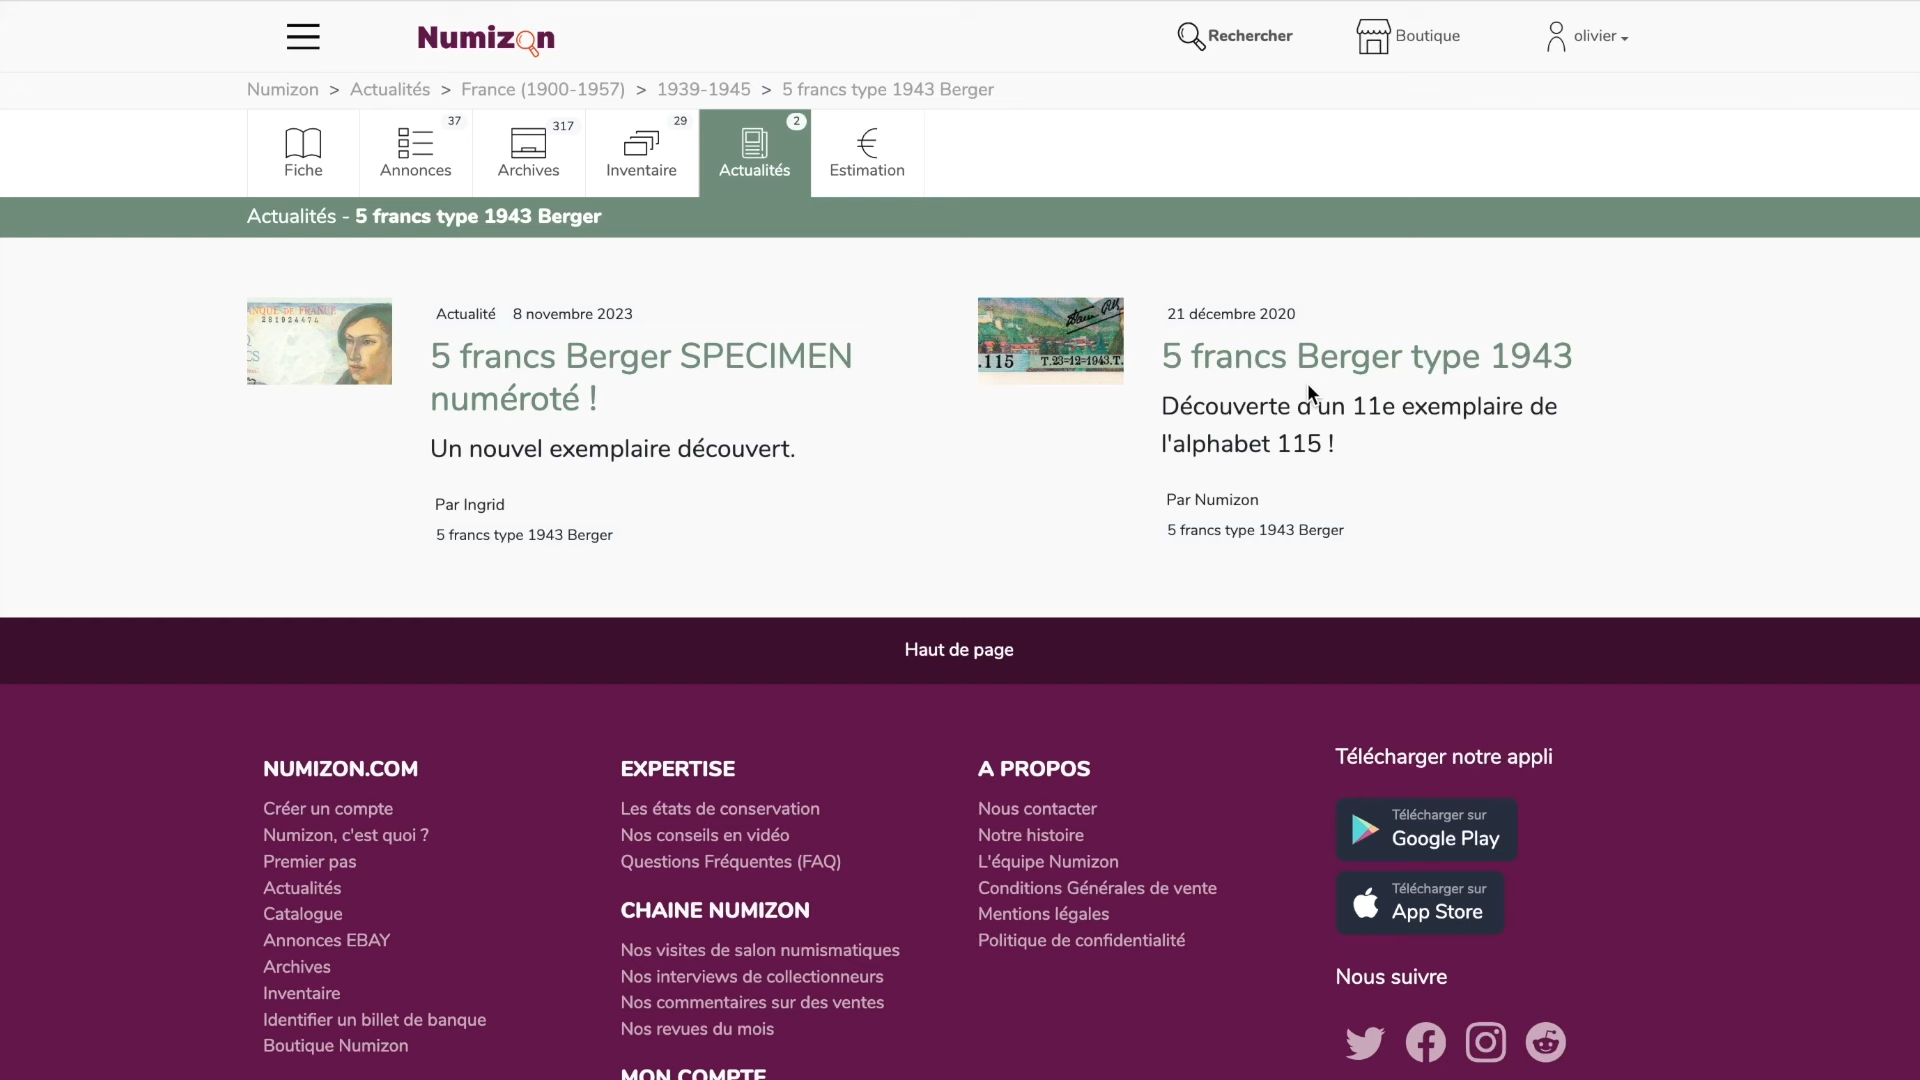 Numizon
Rechercher
Boutique
olivier
Numizon > Actualités > France (1900-1957) > 1939-1945 > 5 francs type 1943 Berger
Fiche
37
Annonces
317
Archives
29
Inventaire
2
Actualités
Estimation
Actualités - 5 francs type 1943 Berger
BANQUE DE FRANCE
281924474
Actualité 8 novembre 2023
5 francs Berger SPECIMEN
numéroté !
Un nouvel exemplaire découvert.
Par Ingrid
5 francs type 1943 Berger
.115
T.23=12=1943.T.
21 décembre 2020
5 francs Berger type 1943
Découverte d'un 11e exemplaire de
l'alphabet 115 !
Par Numizon
5 francs type 1943 Berger
Haut de page
NUMIZON.COM
Créer un compte
Numizon, c'est quoi ?
Premier pas
Actualités
Catalogue
Annonces EBAY
Archives
Inventaire
Identifier un billet de banque
Boutique Numizon
EXPERTISE
Les états de conservation
Nos conseils en vidéo
Questions Fréquentes (FAQ)
CHAINE NUMIZON
Nos visites de salon numismatiques
Nos interviews de collectionneurs
Nos commentaires sur des ventes
Nos revues du mois
MON COMPTE
A PROPOS
Nous contacter
Notre histoire
L'équipe Numizon
Conditions Générales de vente
Mentions légales
Politique de confidentialité
Télécharger notre appli
Télécharger sur
Google Play
Télécharger sur
App Store
Nous suivre